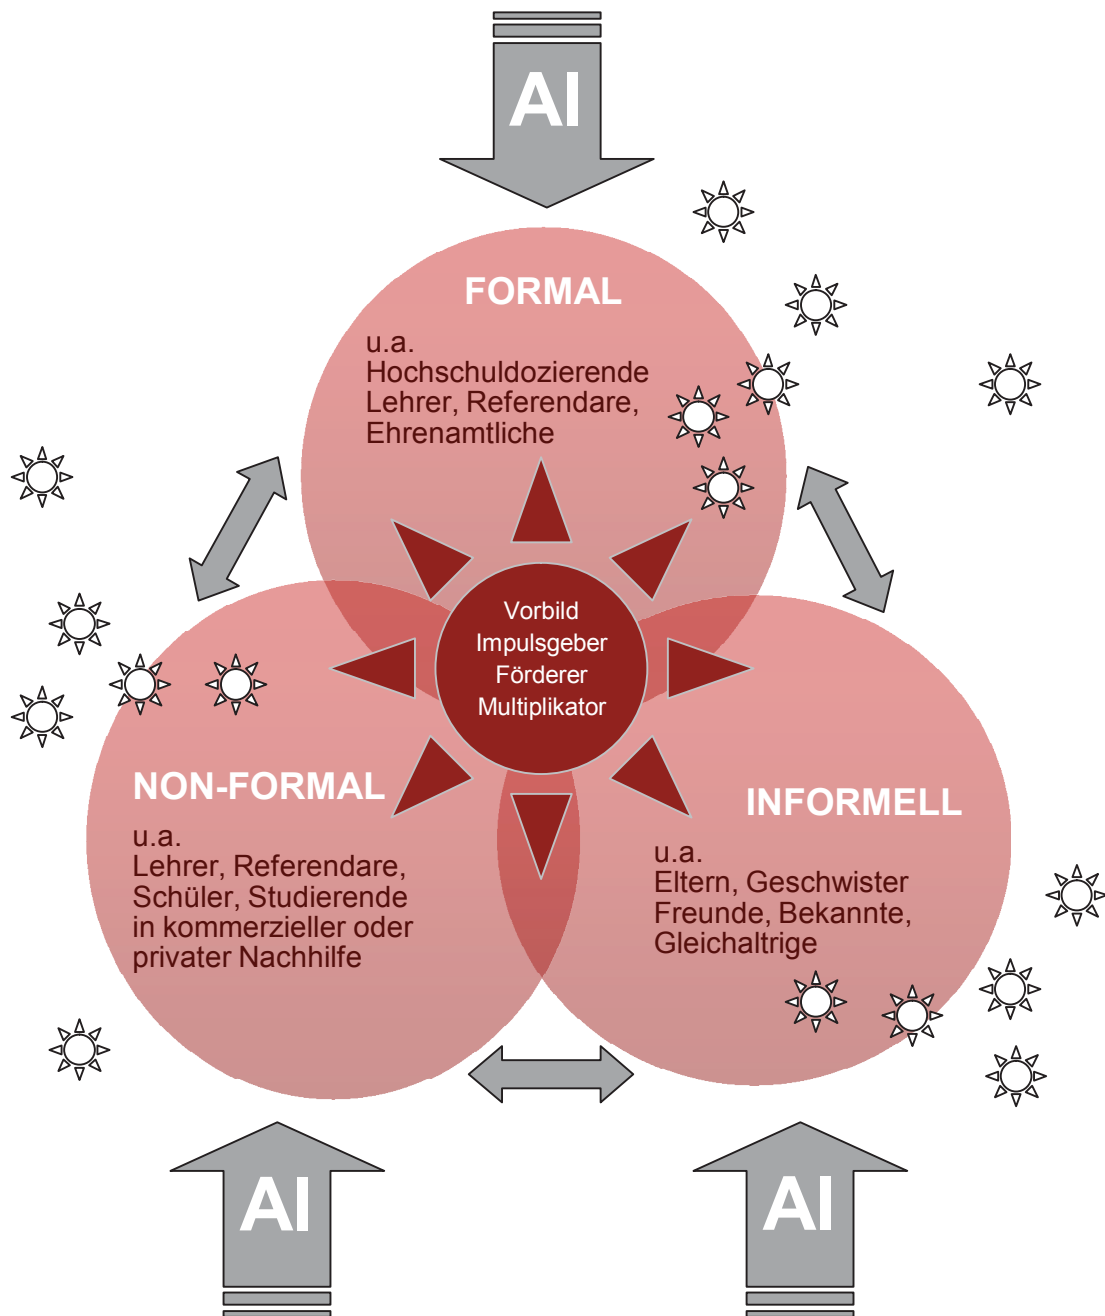 AI
FORMAL
u.a.
Hochschuldozierende
Lehrer, Referendare,
Ehrenamtliche
Vorbild
Impulsgeber
Förderer
Multiplikator
NON-FORMAL
u.a.
Lehrer, Referendare,
Schüler, Studierende
in kommerzieller oder
privater Nachhilfe
INFORMELL
u.a.
Eltern, Geschwister
Freunde, Bekannte,
Gleichaltrige
AI
AI